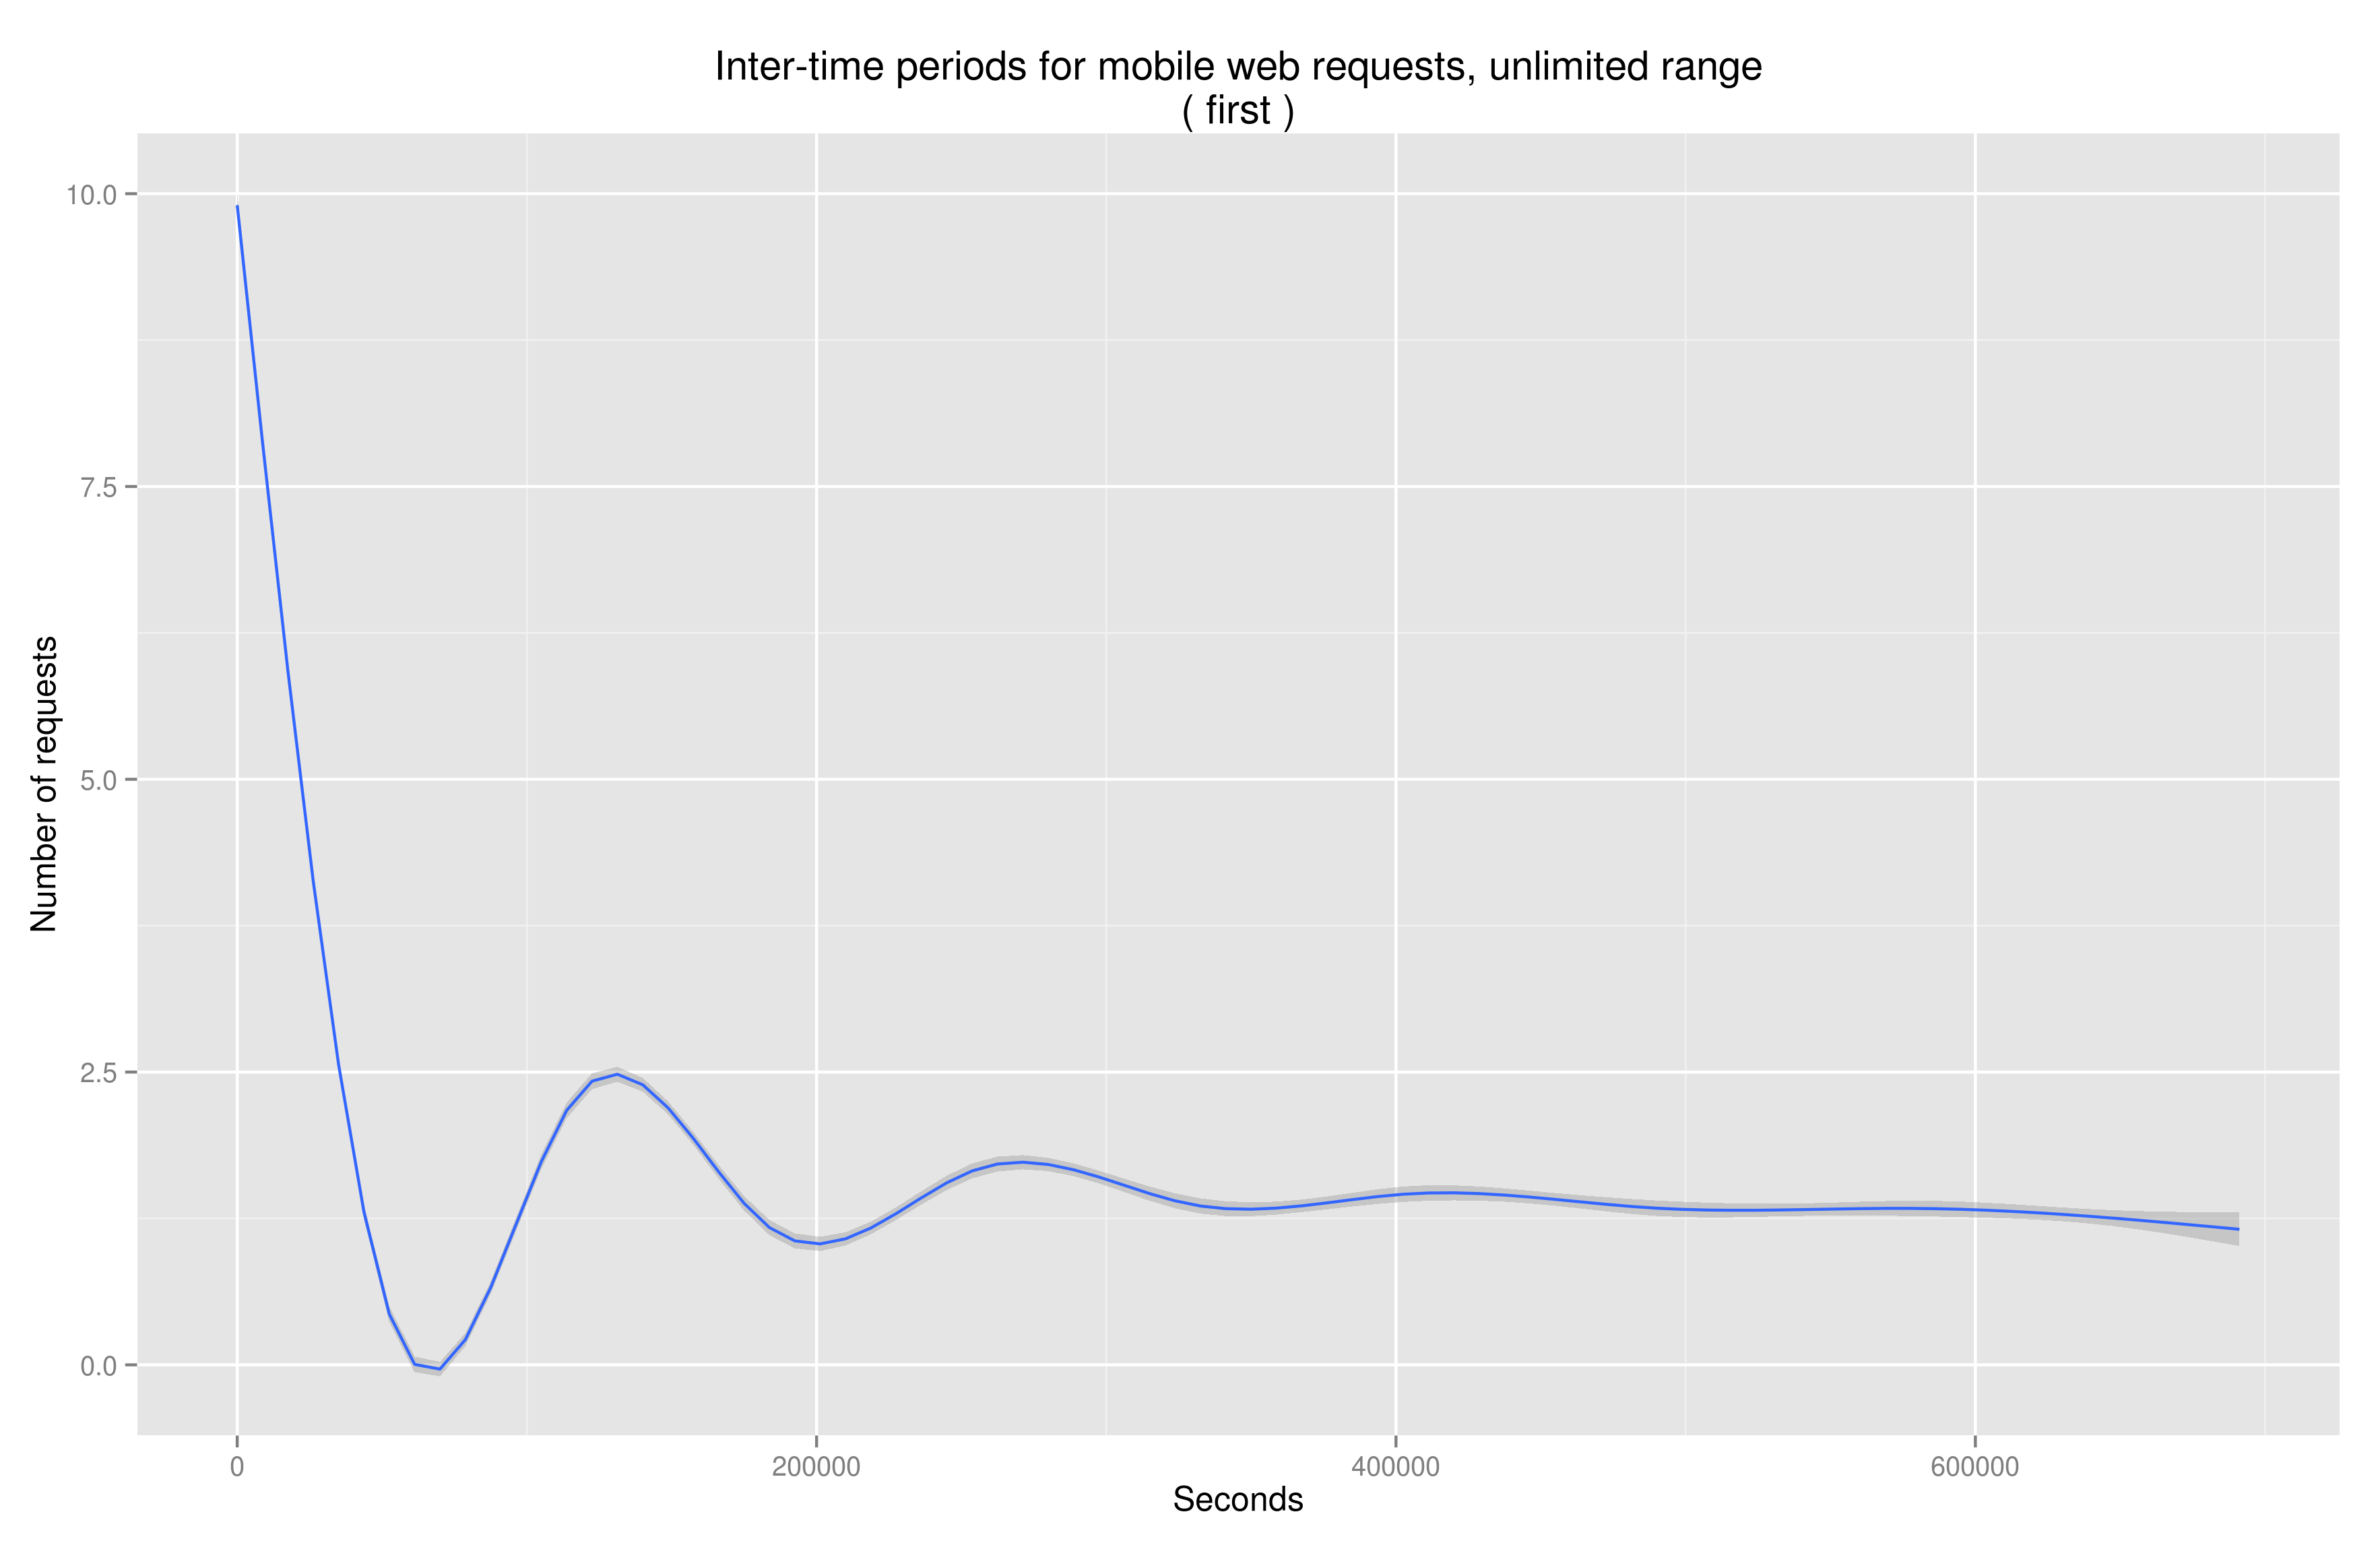 Inter-time periods for mobile web requests, unlimited range
( first )
10.0
7.5
5.0
2.5
0.0
Number of requests
0
200000
400000
600000
Seconds